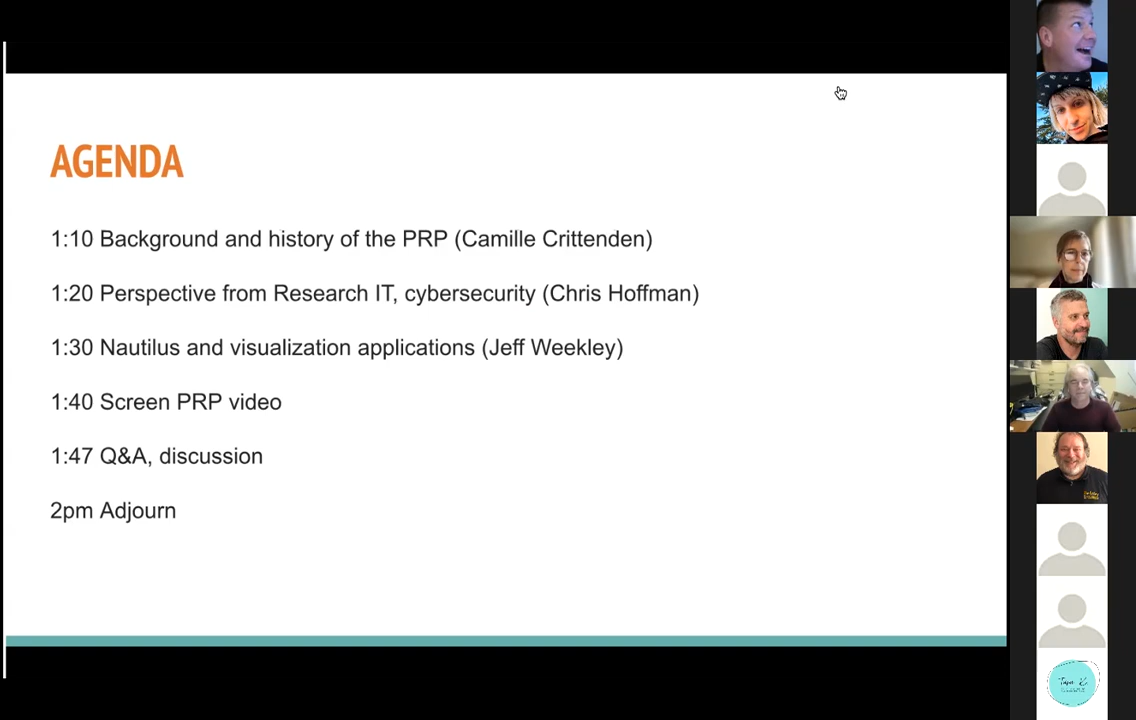 AGENDA
1:10 Background and history of the PRP (Camille Crittenden)
1:20 Perspective from Research IT, cybersecurity (Chris Hoffman)
1:30 Nautilus and visualization applications (Jeff Weekley)
1:40 Screen PRP video
1:47 Q&A, discussion
2pm Adjourn